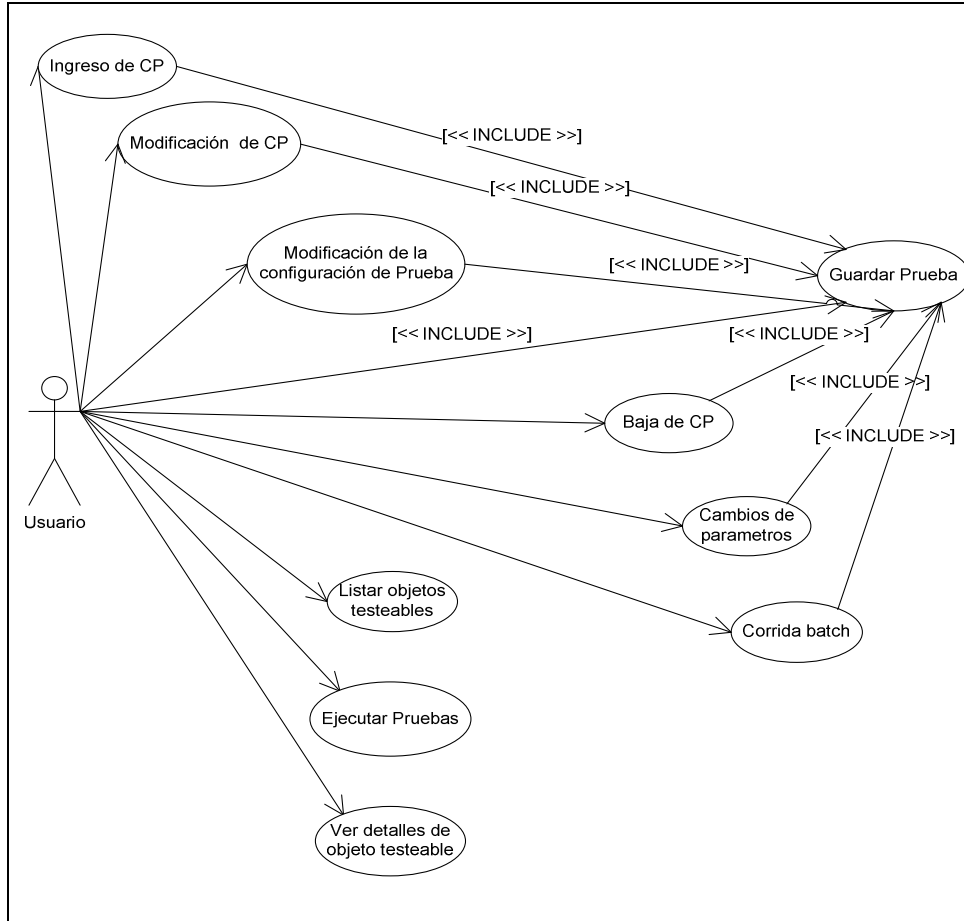 Ingreso de CP
[<< INCLUDE >>]
Modificación  de CP
[<< INCLUDE >>]
Modificación de la
configuración de Prueba
[<< INCLUDE >>]
Guardar Prueba
[<< INCLUDE >>]
[<< INCLUDE >>]
[<< INCLUDE >>]
Baja de CP
[<< INCLUDE >>]
Usuario
Cambios de
parametros
Listar objetos
testeables
Corrida batch
Ejecutar Pruebas
Ver detalles de
objeto testeable